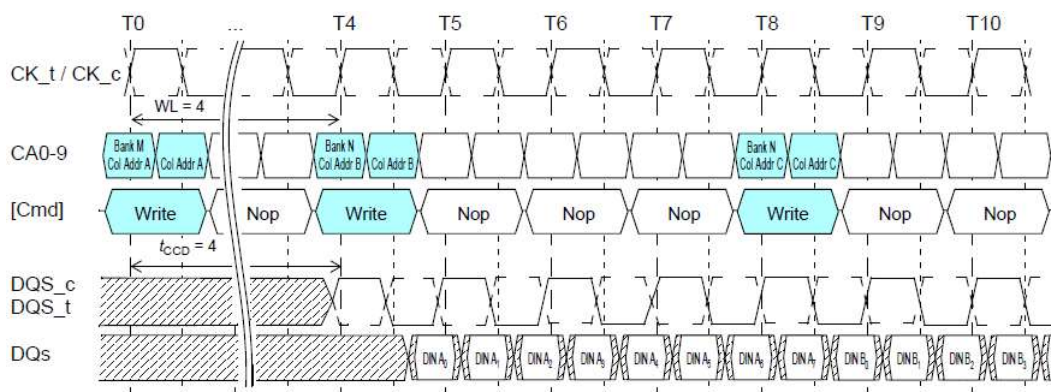 T0 ... T4 T5 T6 T7 T8 T9 T10
CK_t / CK_c
WL = 4
CA0-9
Bank M
Col Addr A
Col Addr A
Bank N
Col Addr B
Col Addr B
Bank N
Col Addr C
Col Addr C
[Cmd] Write Nop Write Nop Nop Nop Write Nop Nop
tCCD = 4
DQS_c
DQS_t
DQs DIN A0 DIN A1 DIN A2 DIN A3 DIN A4 DIN A5 DIN A6 DIN A7 DIN B0 DIN B1 DIN B2 DIN B3